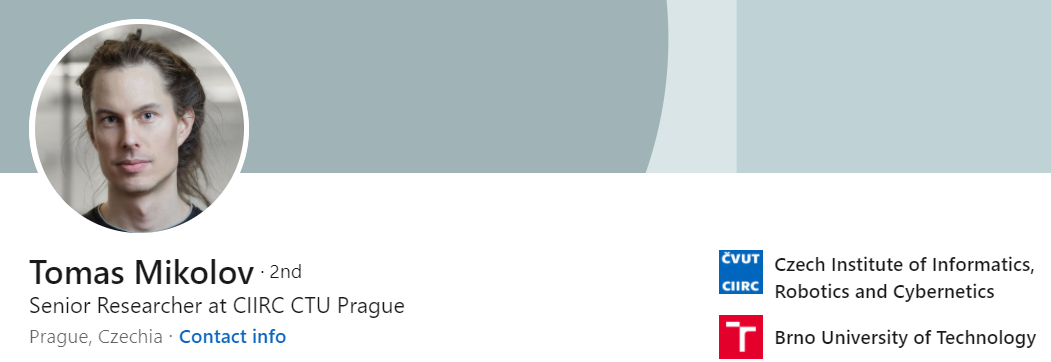 Tomas Mikolov · 2nd
Senior Researcher at CIIRC CTU Prague
Prague, Czechia · Contact info
ČVUT
CIIRC
Czech Institute of Informatics,
Robotics and Cybernetics
T
Brno University of Technology